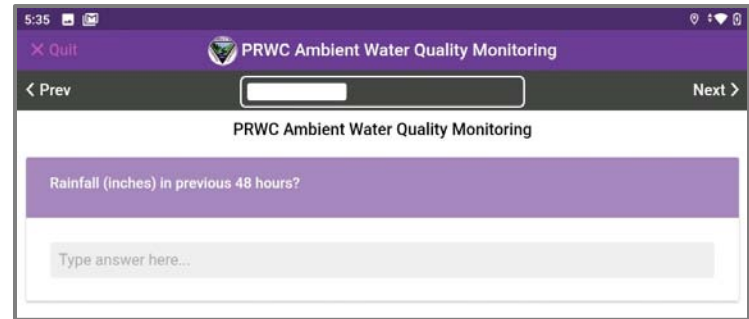 5:35
X Quit
PRWC Ambient Water Quality Monitoring
< Prev
Next >
PRWC Ambient Water Quality Monitoring
Rainfall (inches) in previous 48 hours?
Type answer here...